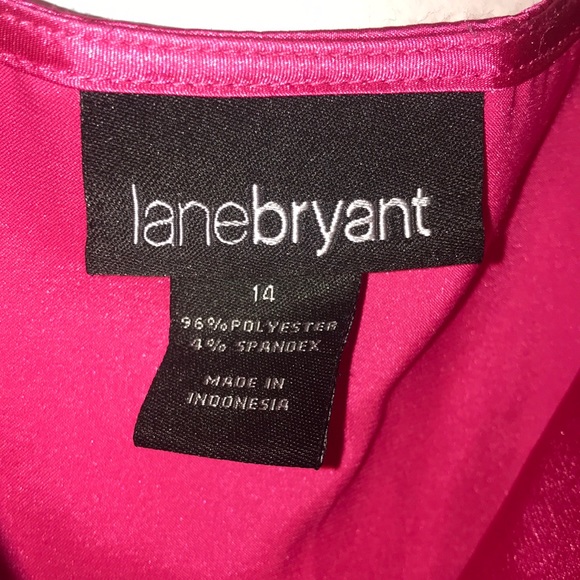 lanebryant
14
96% POLYESTER
4% SPANDEX
MADE IN
INDONESIA